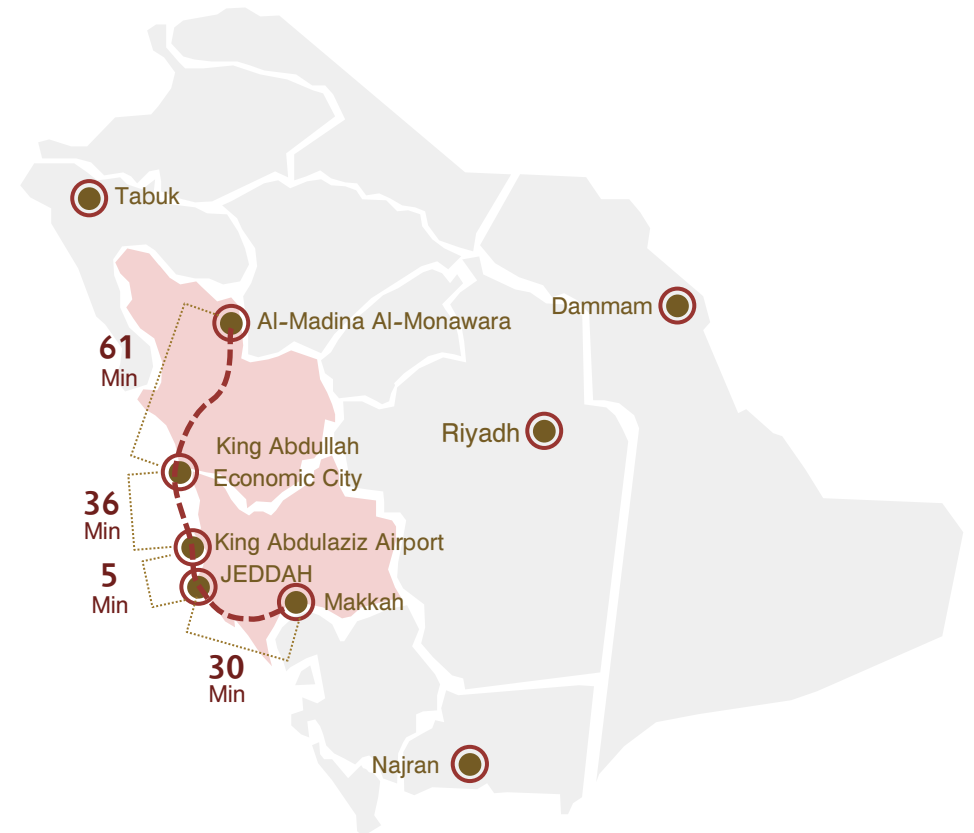 Tabuk
Dammam
Al-Madina Al-Monawara
61
Min
Riyadh
King Abdullah
Economic City
36
Min
King Abdulaziz Airport
JEDDAH
5
Min
Makkah
30
Min
Najran